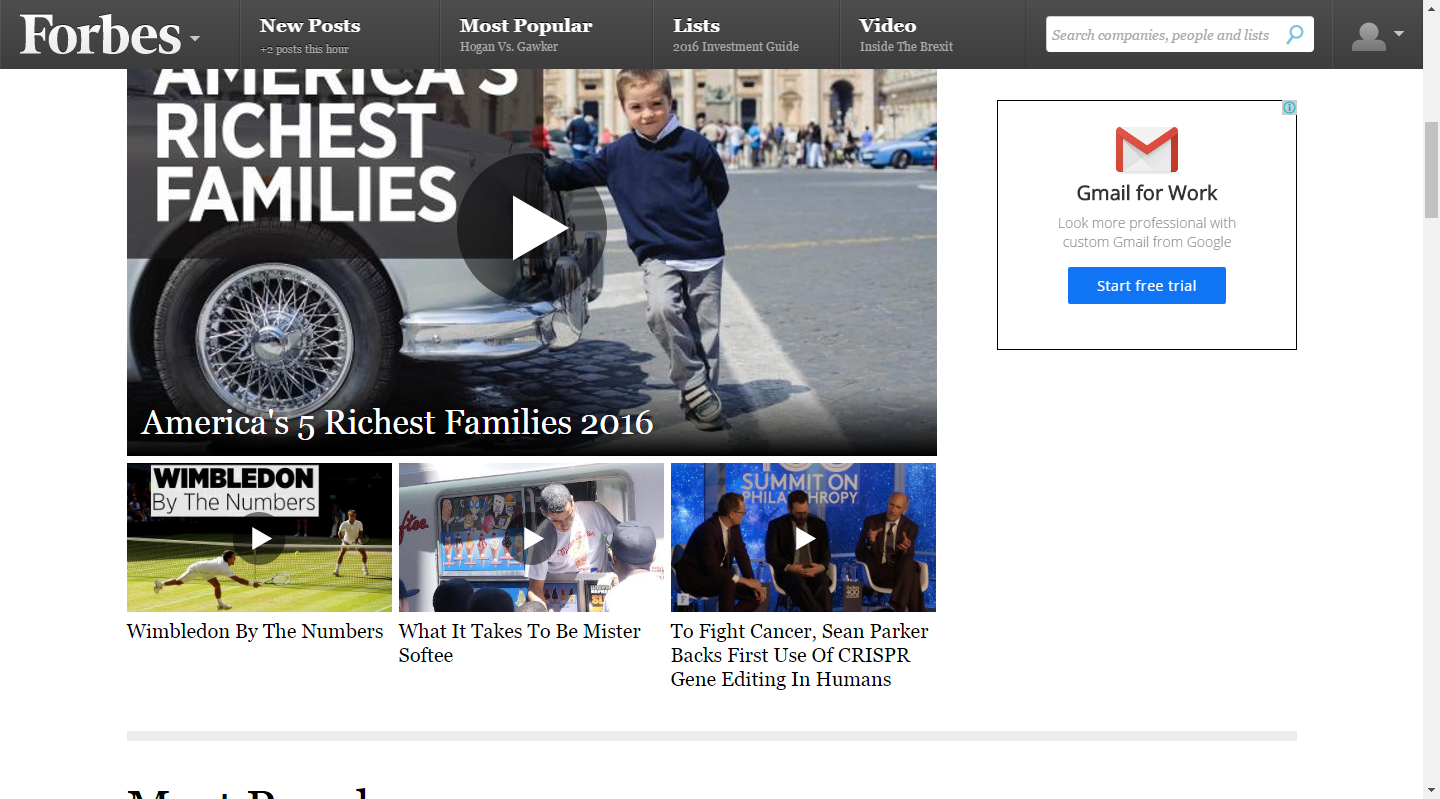 Forbes
New Posts
+2 posts this hour
Most Popular
Hogan Vs. Gawker
Lists
2016 Investment Guide
Video
Inside The Brexit
Search companies, people and lists
AMERICA'S
RICHEST
FAMILIES
America's 5 Richest Families 2016
Gmail for Work
Look more professional with
custom Gmail from Google
Start free trial
WIMBLEDON
By The Numbers
Wimbledon By The Numbers
What It Takes To Be Mister
Softee
SUMMIT ON
PHILANTHROPY
To Fight Cancer, Sean Parker
Backs First Use Of CRISPR
Gene Editing In Humans